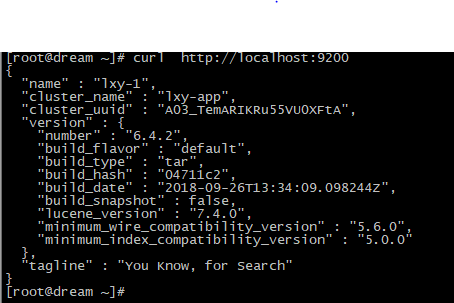 [root@dream ~]# curl  http://localhost:9200
{
  "name" : "lxy-1",
  "cluster_name" : "lxy-app",
  "cluster_uuid" : "A03_TemARIKRu55VUOXFtA",
  "version" : {
    "number" : "6.4.2",
    "build_flavor" : "default",
    "build_type" : "tar",
    "build_hash" : "04711c2",
    "build_date" : "2018-09-26T13:34:09.098244Z",
    "build_snapshot" : false,
    "lucene_version" : "7.4.0",
    "minimum_wire_compatibility_version" : "5.6.0",
    "minimum_index_compatibility_version" : "5.0.0"
  },
  "tagline" : "You Know, for Search"
}
[root@dream ~]#